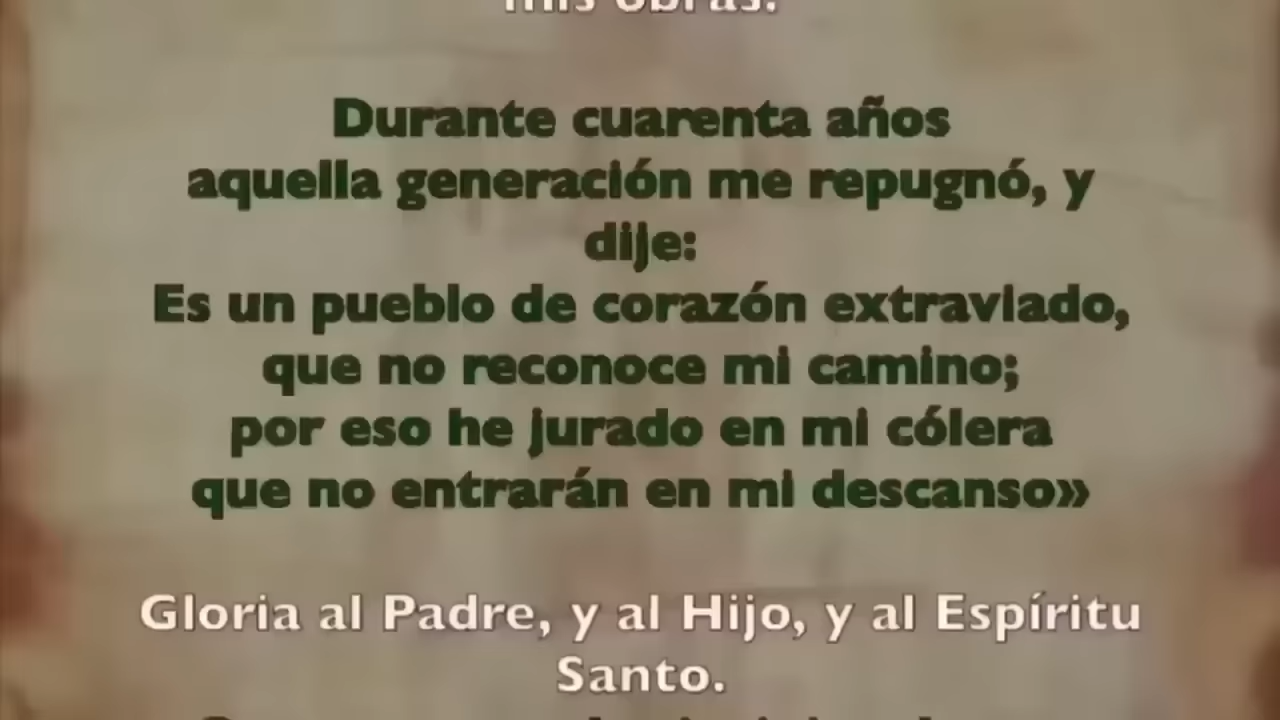 mis obras.
Durante cuarenta años
aquella generación me repugnó, y
dije:
Es un pueblo de corazón extraviado,
que no reconoce mi camino;
por eso he jurado en mi cólera
que no entrarán en mi descanso»
Gloria al Padre, y al Hijo, y al Espíritu
Santo.